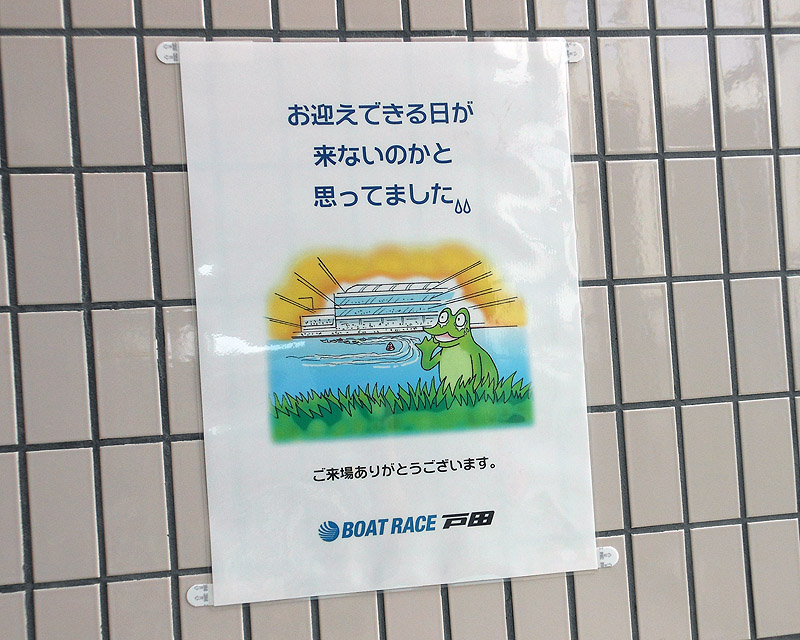 お迎えできる日が
来ないのかと
思ってました
ご来場ありがとうございます。
BOAT RACE 戸田